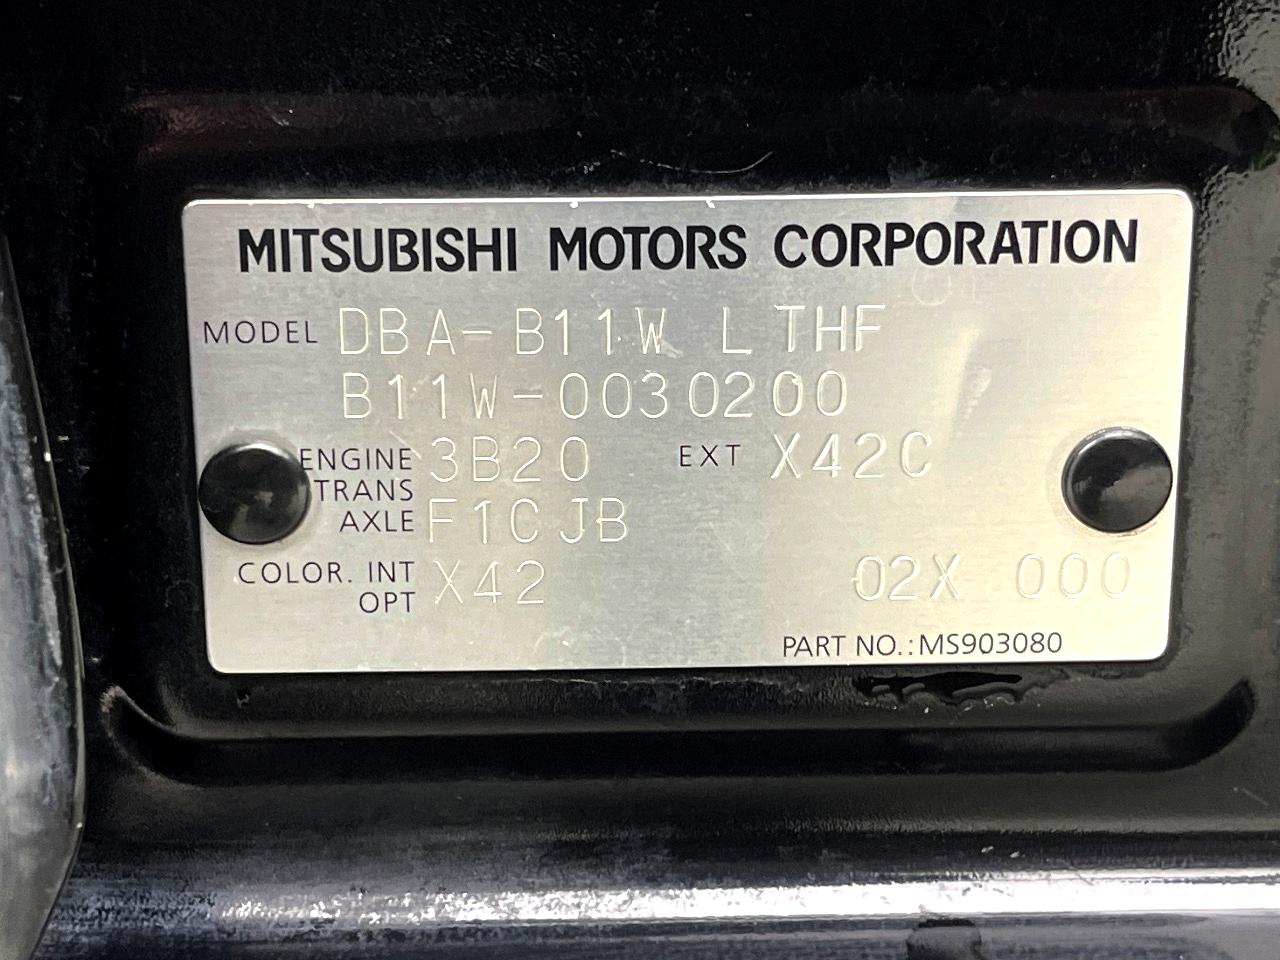 MITSUBISHI MOTORS CORPORATION
MODEL DBA-B11W LTHF
B11W-0030200
ENGINE 3B20 EXT X42C
TRANS
AXLE F1CJB
COLOR. INT X42 02X 000
OPT
PART NO.:MS903080